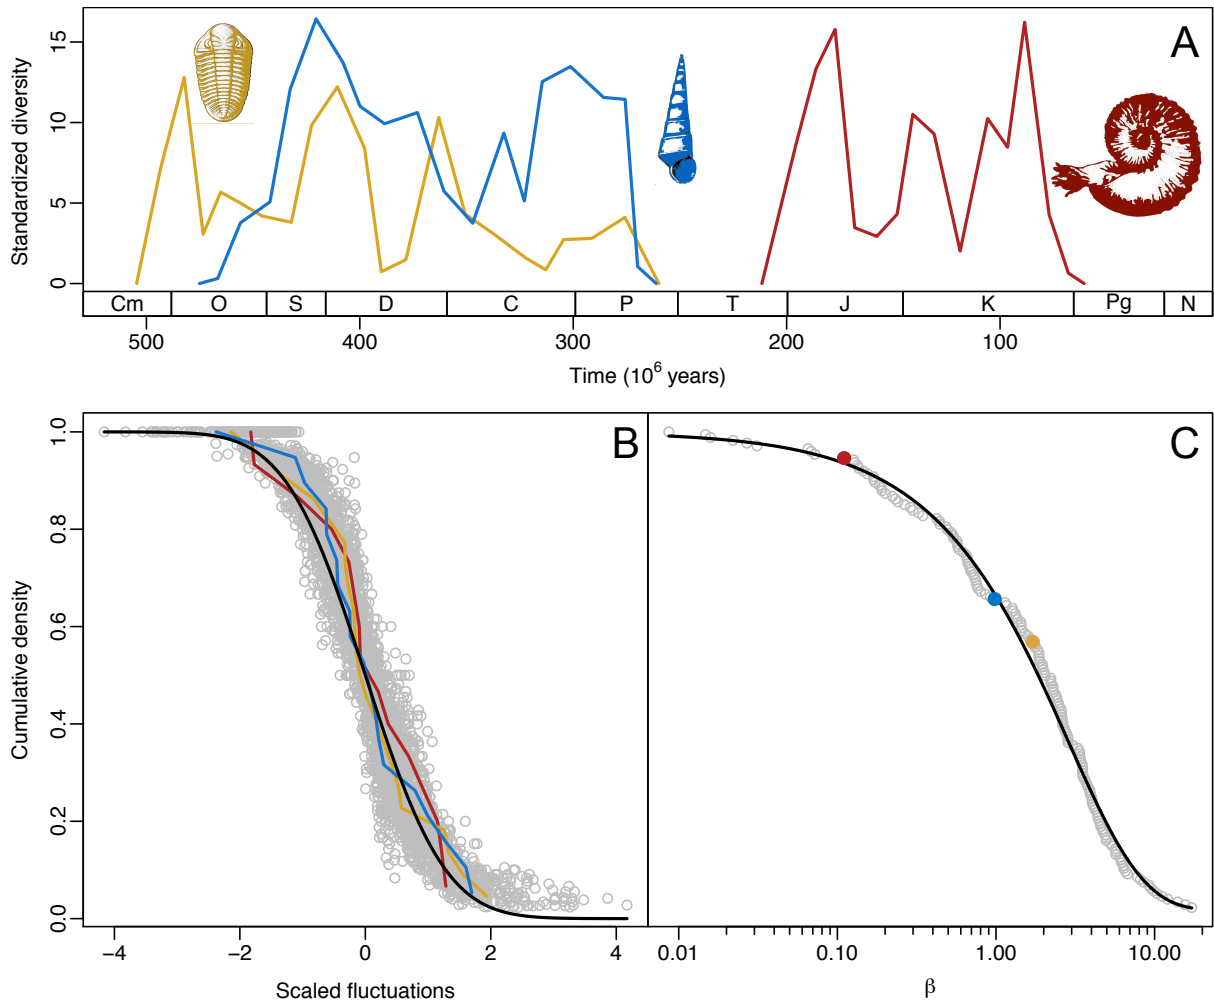 A
Standardized diversity
15
10
5
0
Cm O S D C P T J K Pg N
500 400 300 200 100
Time (10⁶ years)
B
C
Cumulative density
1.0
0.8
0.6
0.4
0.2
0.0
−4 −2 0 2 4
0.01 0.10 1.00 10.00
Scaled fluctuations
β